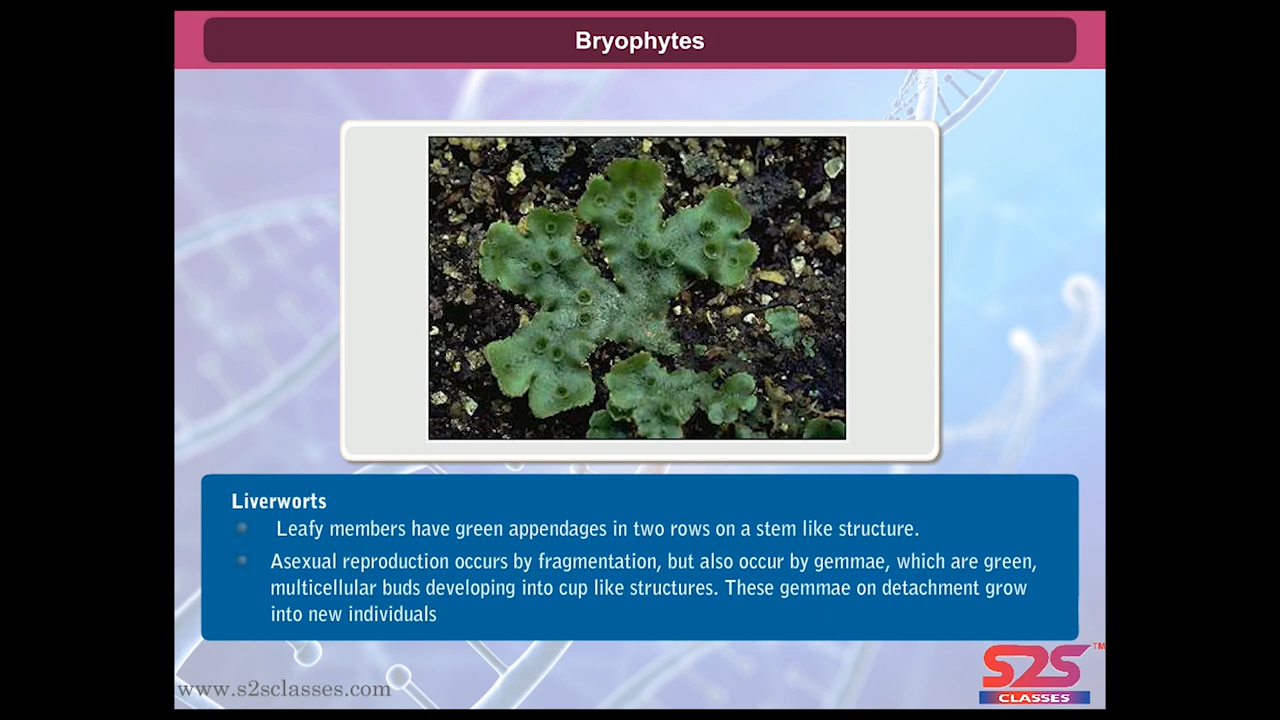 Bryophytes
Liverworts
Leafy members have green appendages in two rows on a stem like structure.
Asexual reproduction occurs by fragmentation, but also occur by gemmae, which are green,
multicellular buds developing into cup like structures. These gemmae on detachment grow
into new individuals
S2S TM
CLASSES
www.s2sclasses.com